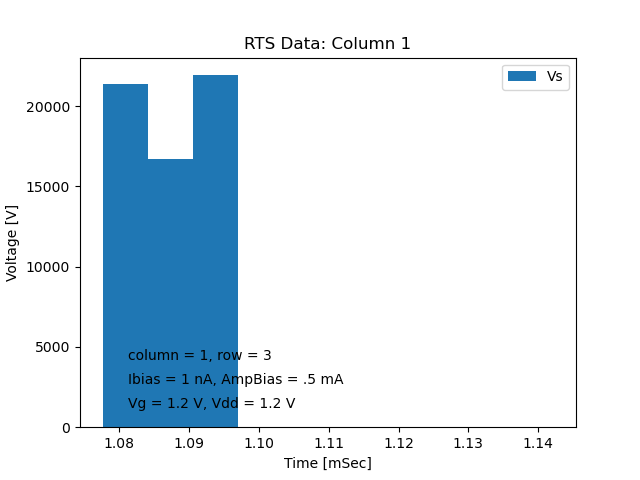 RTS Data: Column 1
Vs
Voltage [V]
20000
15000
10000
5000
0
column = 1, row = 3
Ibias = 1 nA, AmpBias = .5 mA
Vg = 1.2 V, Vdd = 1.2 V
1.08 1.09 1.10 1.11 1.12 1.13 1.14
Time [mSec]